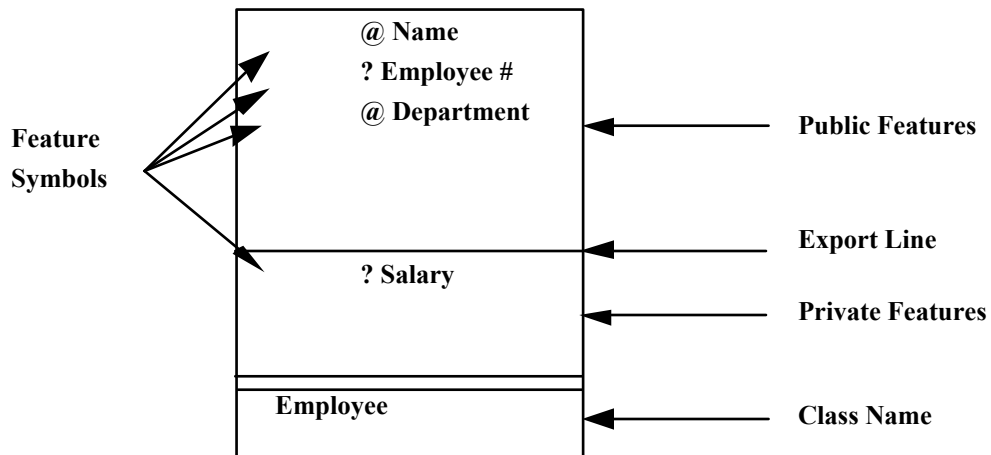 @ Name
? Employee #
@ Department
Feature
Symbols
Public Features
Export Line
? Salary
Private Features
Employee
Class Name